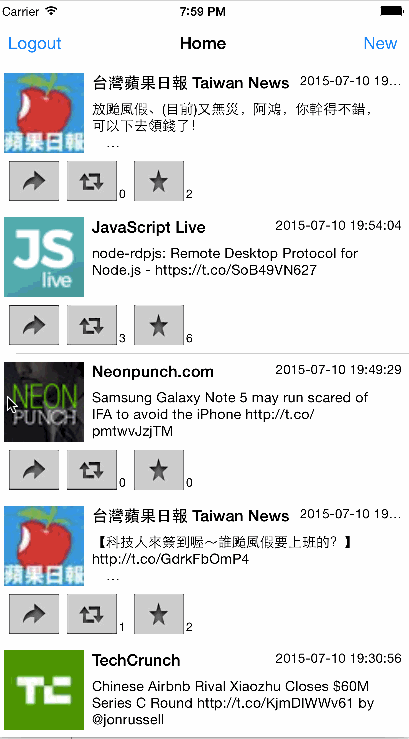 Carrier 7:59 PM
Logout Home New
台灣蘋果日報 Taiwan News 2015-07-10 19...
放颱風假、(目前)又無災，阿鴻，你幹得不錯，
可以下去領錢了！
...
蘋果日報
0 2
JavaScript Live 2015-07-10 19:54:04
node-rdpjs: Remote Desktop Protocol for
Node.js - https://t.co/SoB49VN627
JS
live
3 6
Neonpunch.com 2015-07-10 19:49:29
Samsung Galaxy Note 5 may run scared of
IFA to avoid the iPhone http://t.co/
pmtwvJzjTM
NEON
PUNCH
0 0
台灣蘋果日報 Taiwan News 2015-07-10 19...
【科技人來簽到喔～誰颱風假要上班的？】
http://t.co/GdrkFbOmP4
...
蘋果日報
1 2
TechCrunch 2015-07-10 19:30:56
Chinese Airbnb Rival Xiaozhu Closes $60M
Series C Round http://t.co/KjmDlWWv61 by
@jonrussell
TC